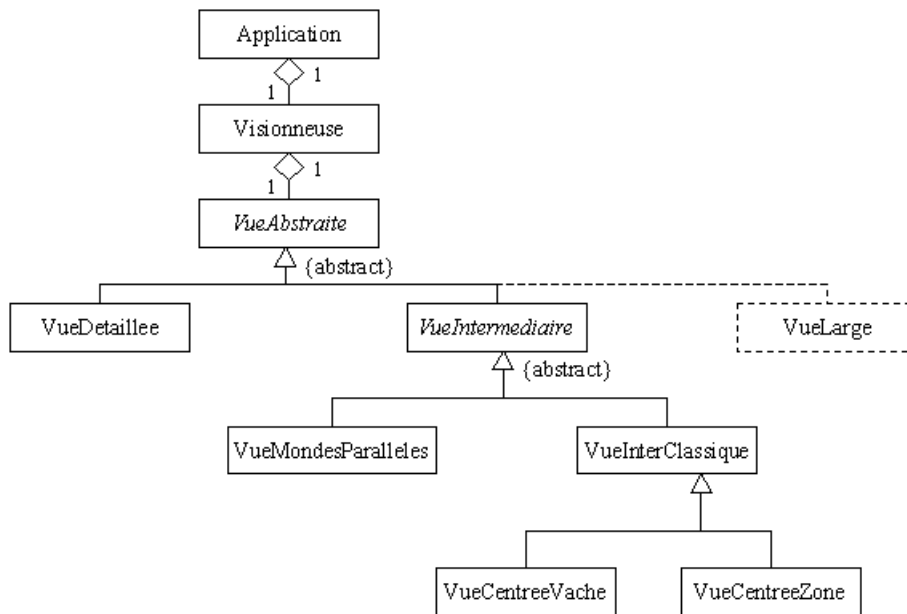 Application
1
1
Visionneuse
1
1
VueAbstraite
{abstract}
VueDetaillee
VueIntermediaire
VueLarge
{abstract}
VueMondesParalleles
VueInterClassique
VueCentreeVache
VueCentreeZone